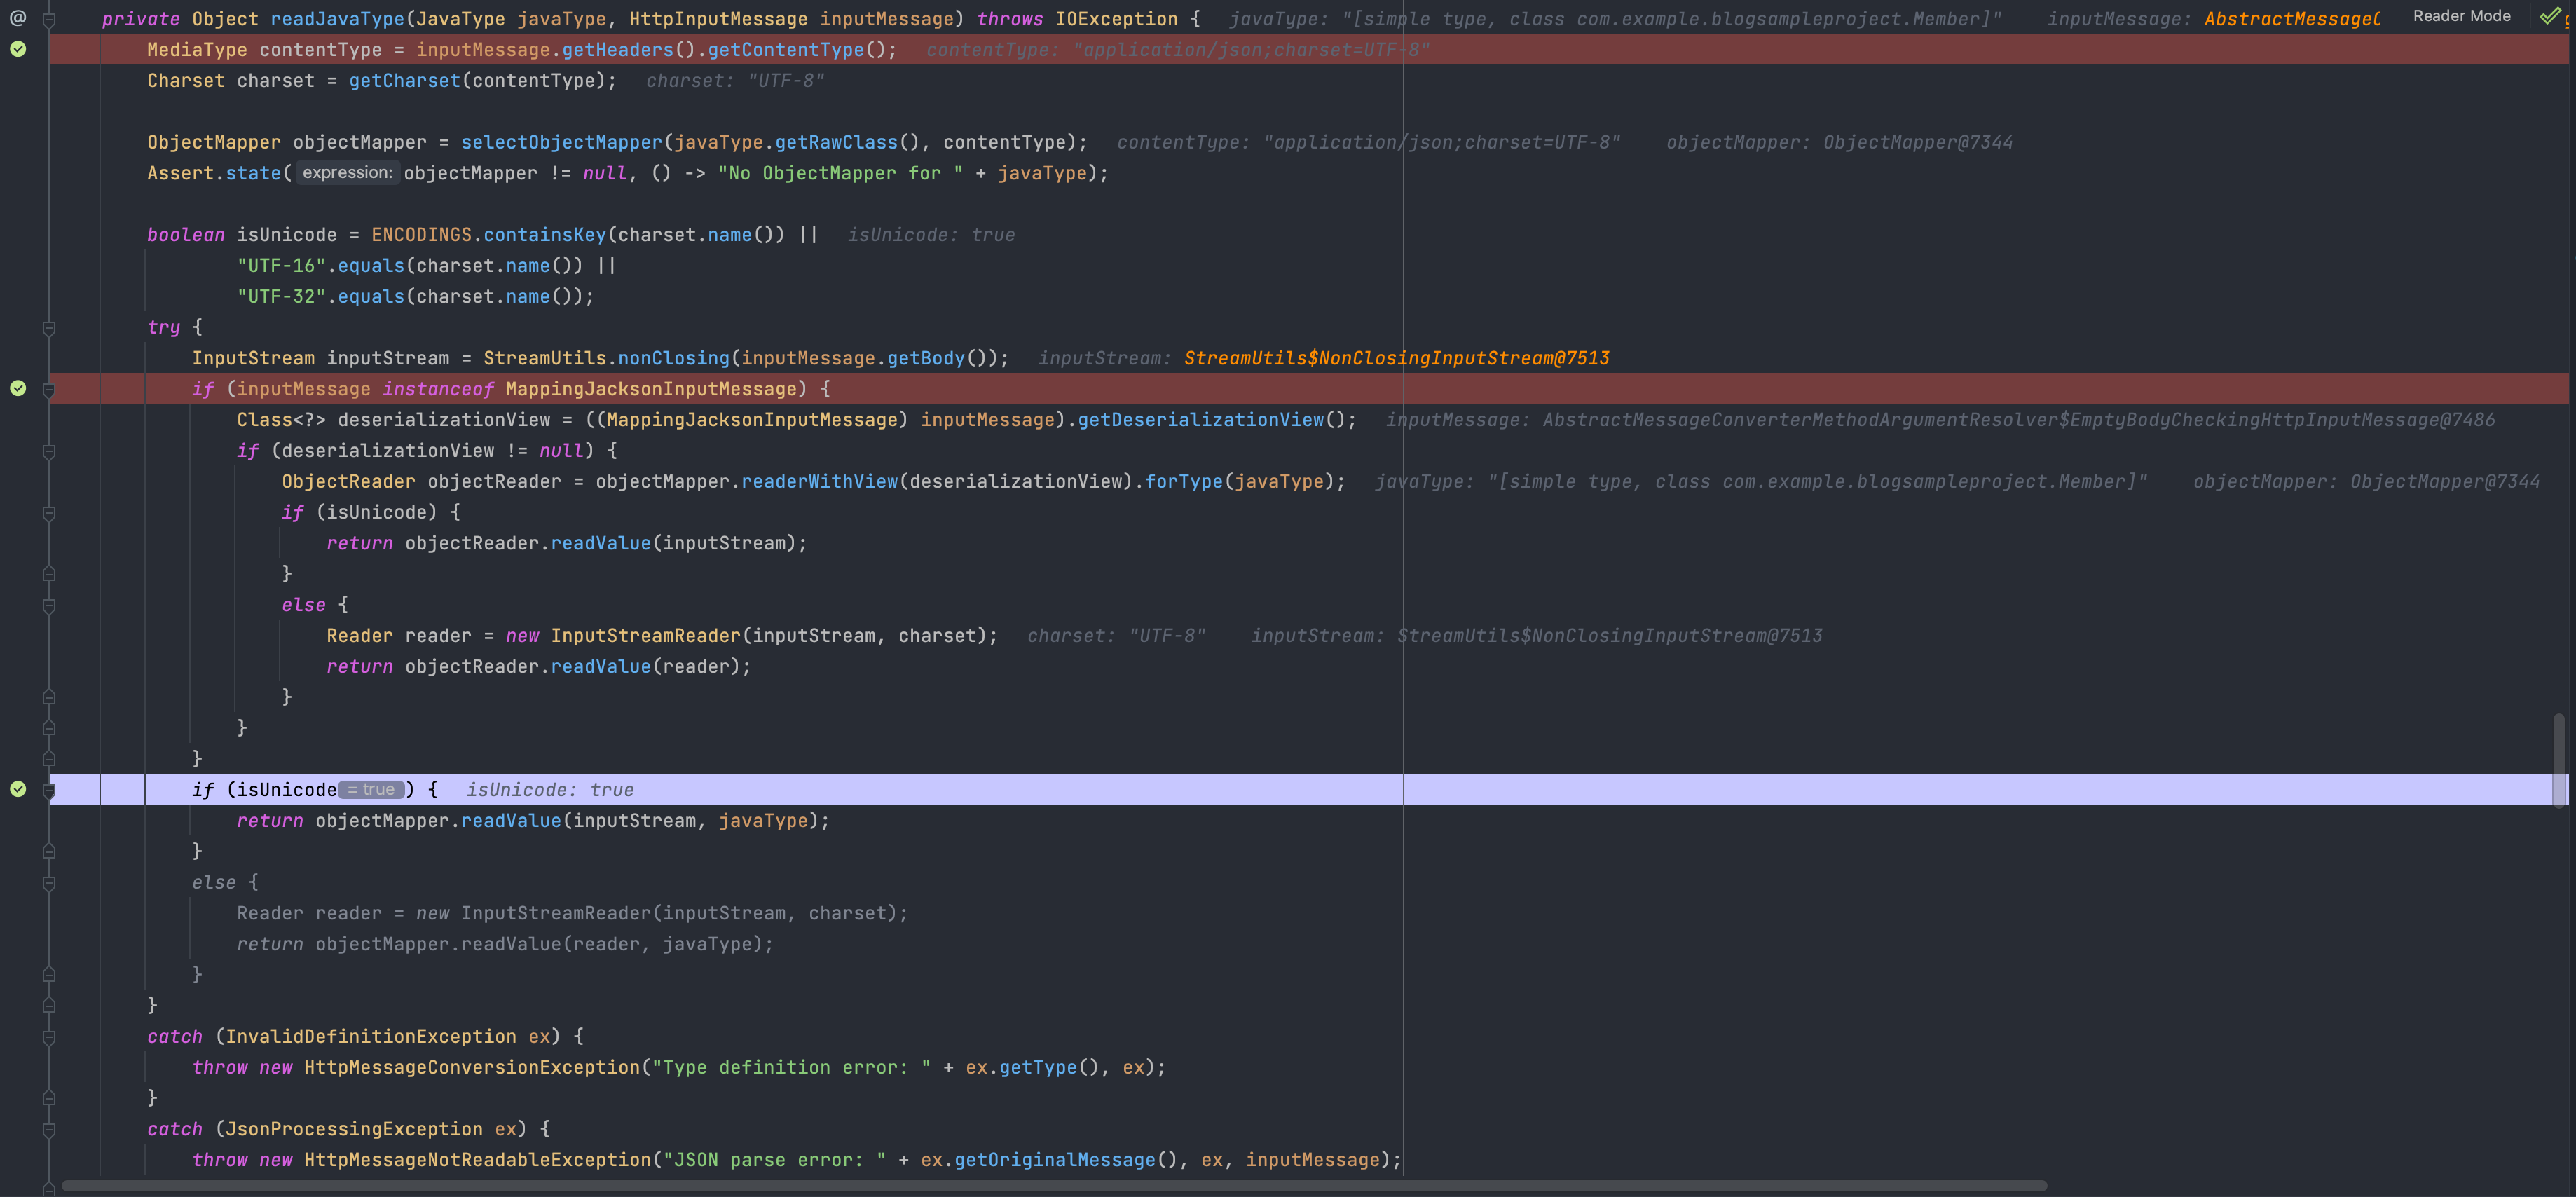 @ private Object readJavaType(JavaType javaType, HttpInputMessage inputMessage) throws IOException { javaType: "[simple type, class com.example.blogsampleproject.Member]" inputMessage: Reader Mode
MediaType contentType = inputMessage.getHeaders().getContentType(); contentType: "application/json;charset=UTF-8"
Charset charset = getCharset(contentType); charset: "UTF-8"
ObjectMapper objectMapper = selectObjectMapper(javaType.getRawClass(), contentType); contentType: "application/json;charset=UTF-8" objectMapper: ObjectMapper@7344
Assert.state( expression: objectMapper != null, () -> "No ObjectMapper for " + javaType);
boolean isUnicode = ENCODINGS.containsKey(charset.name()) || isUnicode: true
"UTF-16".equals(charset.name()) ||
"UTF-32".equals(charset.name());
try {
InputStream inputStream = StreamUtils.nonClosing(inputMessage.getBody()); inputStream: StreamUtils$NonClosingInputStream@7513
if (inputMessage instanceof MappingJacksonInputMessage) {
Class<?> deserializationView = ((MappingJacksonInputMessage) inputMessage).getDeserializationView(); inputMessage: AbstractMessageConverterMethodArgumentResolver$EmptyBodyCheckingHttpInputMessage@7486
if (deserializationView != null) {
ObjectReader objectReader = objectMapper.readerWithView(deserializationView).forType(javaType); javaType: "[simple type, class com.example.blogsampleproject.Member]" objectMapper: ObjectMapper@7344
if (isUnicode) {
return objectReader.readValue(inputStream);
}
else {
Reader reader = new InputStreamReader(inputStream, charset); charset: "UTF-8" inputStream: StreamUtils$NonClosingInputStream@7513
return objectReader.readValue(reader);
}
}
}
if (isUnicode = true ) { isUnicode: true
return objectMapper.readValue(inputStream, javaType);
}
else {
Reader reader = new InputStreamReader(inputStream, charset);
return objectMapper.readValue(reader, javaType);
}
}
catch (InvalidDefinitionException ex) {
throw new HttpMessageConversionException("Type definition error: " + ex.getType(), ex);
}
catch (JsonProcessingException ex) {
throw new HttpMessageNotReadableException("JSON parse error: " + ex.getOriginalMessage(), ex, inputMessage);